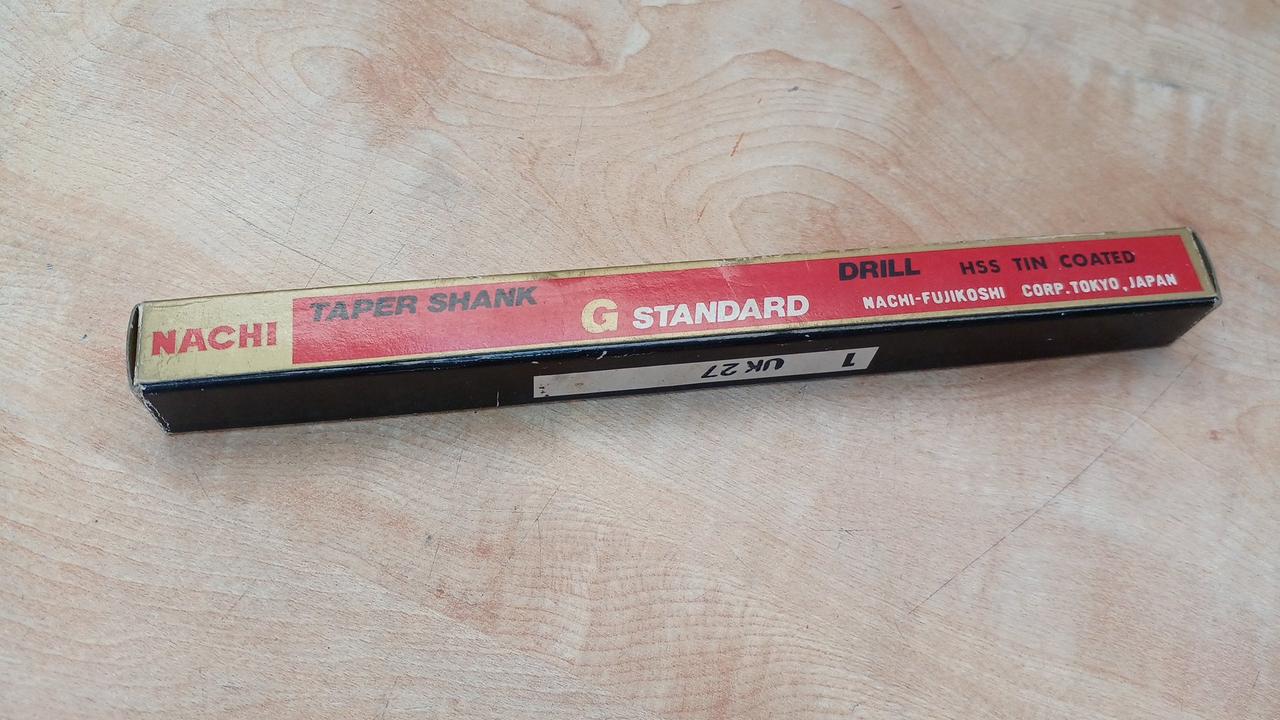 NACHI
TAPER SHANK
G STANDARD
DRILL HSS TIN COATED
NACHI-FUJIKOSHI CORP. TOKYO, JAPAN
1 UK 27